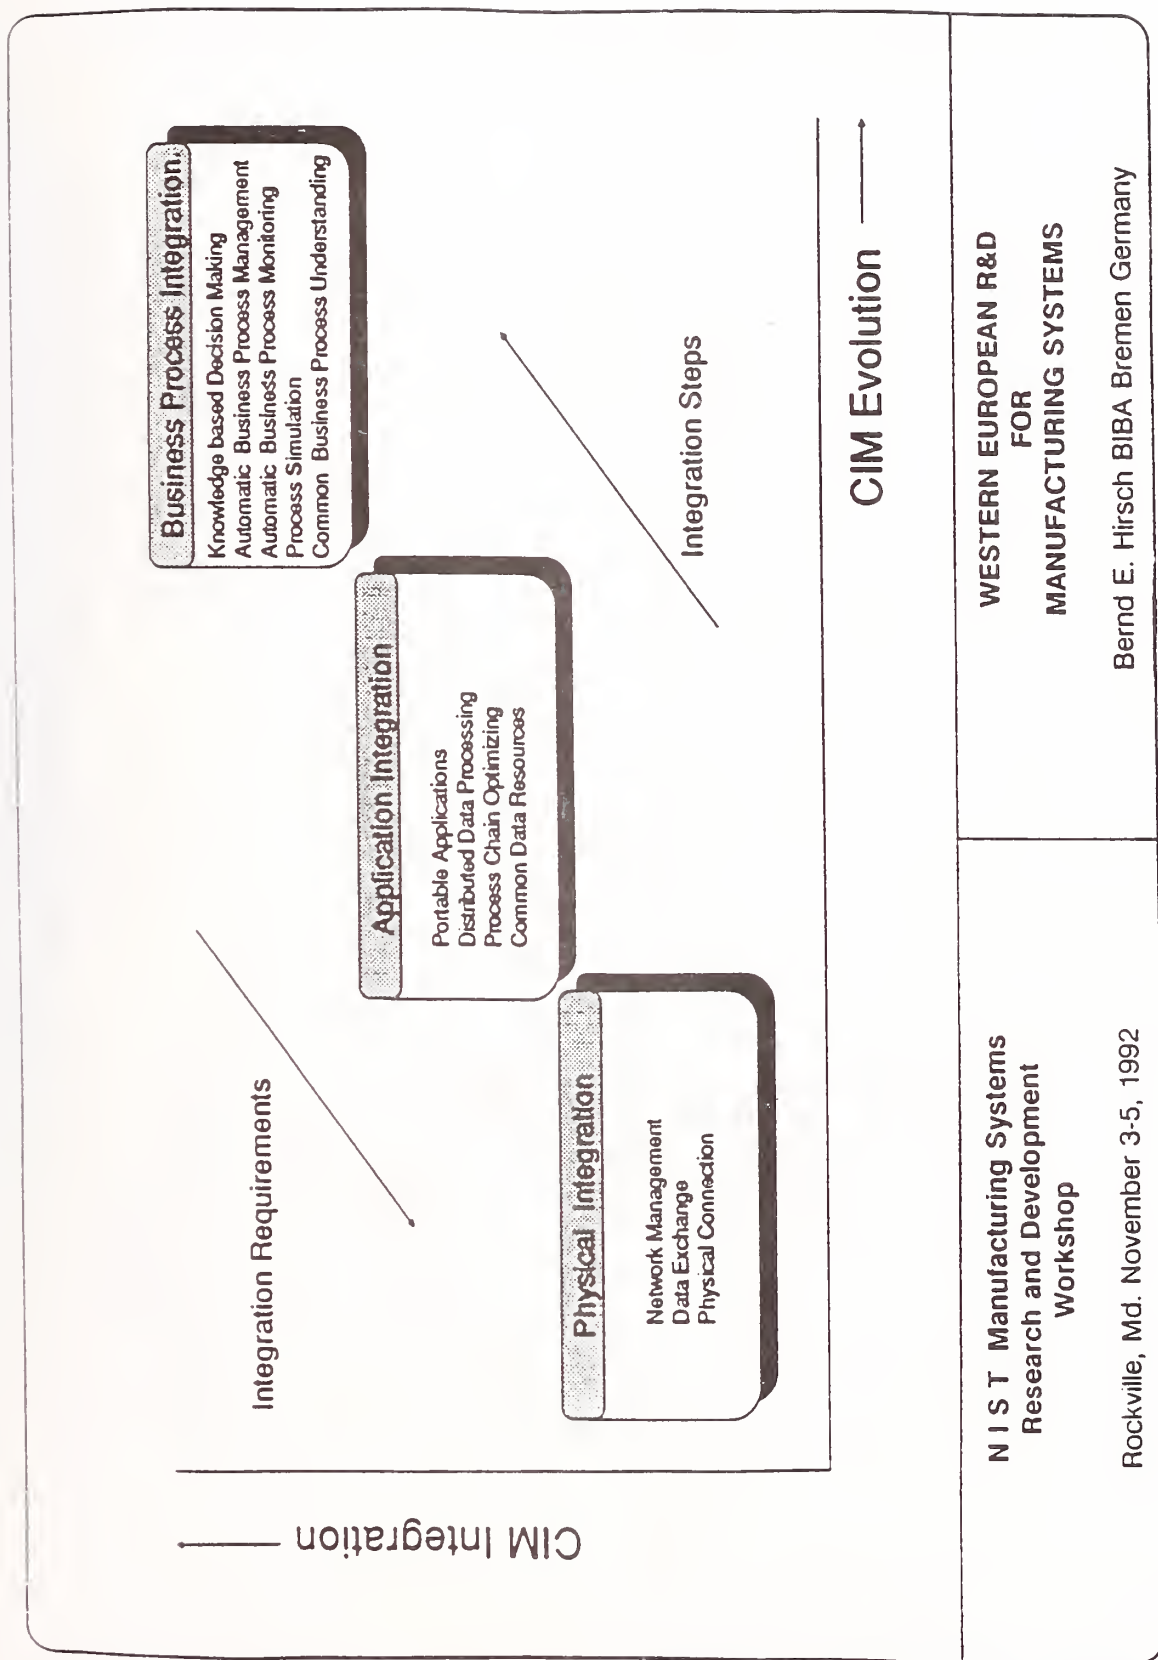 Business Process Integration
Knowledge based Decision Making
Automatic Business Process Management
Automatic Business Process Monitoring
Process Simulation
Common Business Process Understanding
Application Integration
Portable Applications
Distributed Data Processing
Process Chain Optimizing
Common Data Resources
Physical Integration
Network Management
Data Exchange
Physical Connection
Integration Requirements
Integration Steps
CIM Integration
CIM Evolution
N I S T Manufacturing Systems
Research and Development
Workshop
Rockville, Md. November 3-5, 1992
WESTERN EUROPEAN R&D
FOR
MANUFACTURING SYSTEMS
Bernd E. Hirsch BIBA Bremen Germany